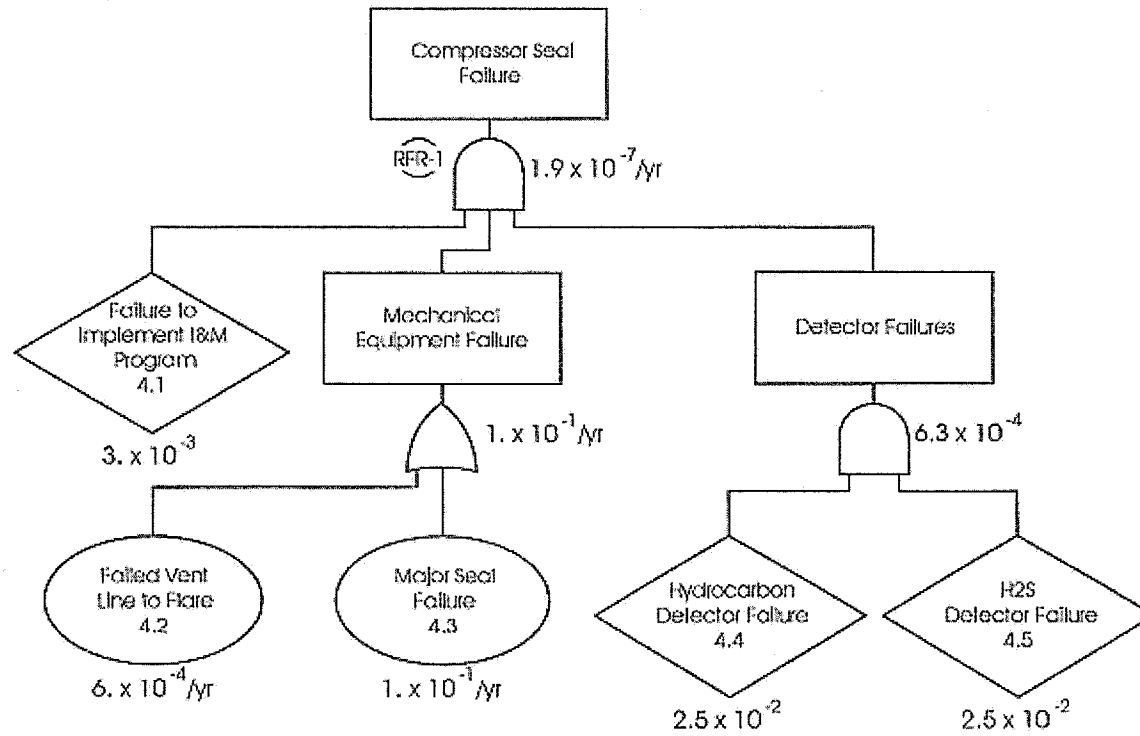 Compressor Seal
Failure
RFR-1
1.9 x 10⁻⁷/yr
Failure to
Implement I&M
Program
4.1
3. x 10⁻³
Mechanical
Equipment Failure
1. x 10⁻¹/yr
Detector Failures
6.3 x 10⁻⁴
Failed Vent
Line to Flare
4.2
6. x 10⁻⁴/yr
Major Seal
Failure
4.3
1. x 10⁻¹/yr
Hydrocarbon
Detector Failure
4.4
2.5 x 10⁻²
H2S
Detector Failure
4.5
2.5 x 10⁻²